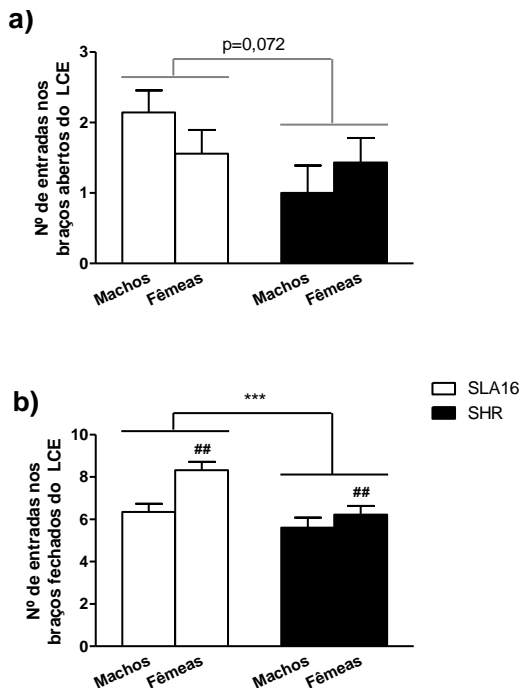 a)
p=0,072
Nº de entradas nos
braços abertos do LCE
3
2
1
0
Machos
Fêmeas
Machos
Fêmeas
SLA16
SHR
b)
***
Nº de entradas nos
braços fechados do LCE
10
8
6
4
2
0
##
##
Machos
Fêmeas
Machos
Fêmeas